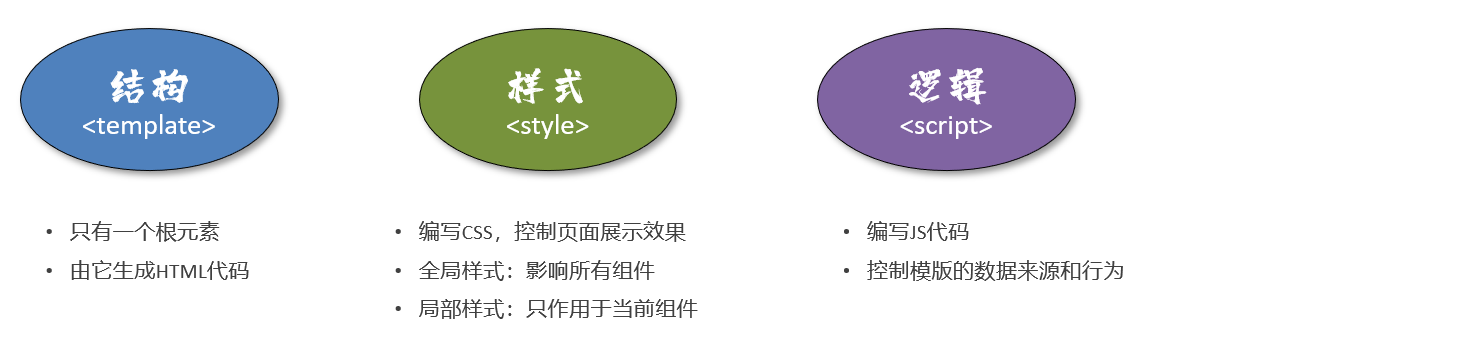 结构
<template>
• 只有一个根元素
• 由它生成HTML代码
样式
<style>
• 编写CSS，控制页面展示效果
• 全局样式：影响所有组件
• 局部样式：只作用于当前组件
逻辑
<script>
• 编写JS代码
• 控制模版的数据来源和行为